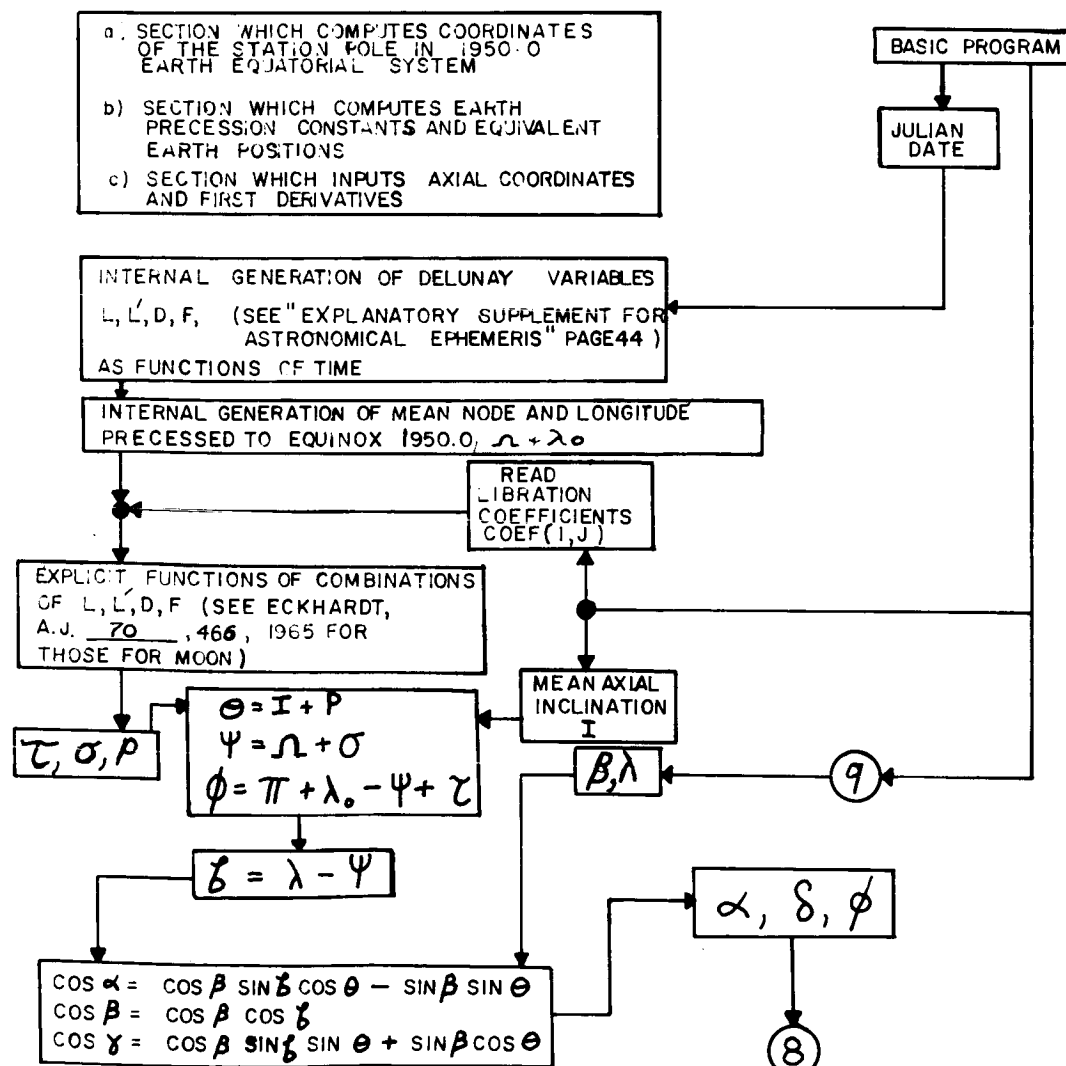 a) SECTION WHICH COMPUTES COORDINATES
OF THE STATION POLE IN 1950.0
EARTH EQUATORIAL SYSTEM
b) SECTION WHICH COMPUTES EARTH
PRECESSION CONSTANTS AND EQUIVALENT
EARTH POSITIONS
c) SECTION WHICH INPUTS AXIAL COORDINATES
AND FIRST DERIVATIVES
BASIC PROGRAM
JULIAN
DATE
INTERNAL GENERATION OF DELUNAY VARIABLES
L, L', D, F, (SEE "EXPLANATORY SUPPLEMENT FOR
ASTRONOMICAL EPHEMERIS" PAGE 44)
AS FUNCTIONS OF TIME
INTERNAL GENERATION OF MEAN NODE AND LONGITUDE
PRECESSED TO EQUINOX 1950.0, Ω + λ₀
READ
LIBRATION
COEFFICIENTS
COEF(I,J)
EXPLICIT FUNCTIONS OF COMBINATIONS
OF L, L', D, F (SEE ECKHARDT,
A.J. 70 , 466, 1965 FOR
THOSE FOR MOON)
MEAN AXIAL
INCLINATION
I
τ, σ, ρ
θ = I + ρ
Ψ = Ω + σ
ϕ = π + λ₀ - Ψ + τ
β, λ
9
ζ = λ - Ψ
α, δ, ϕ
COS α = COS β SIN ζ COS θ - SIN β SIN θ
COS β = COS β COS ζ
COS γ = COS β SIN ζ SIN θ + SIN β COS θ
8